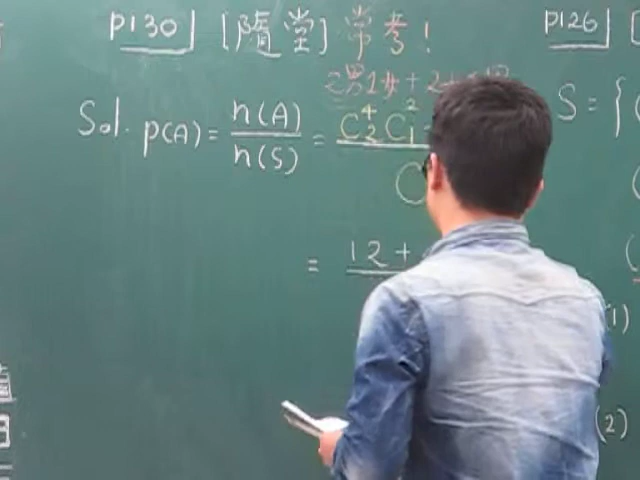 P130 [隨堂] 常考!
P126
2男1女+2
Sol. P(A) = n(A)/n(S) = C^4_2 C^2_1
S = {
C
= 12+
(1)
(2)